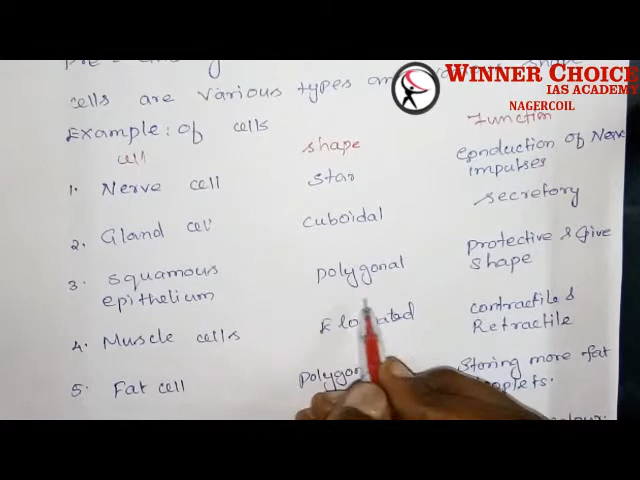 WINNER CHOICE
IAS ACADEMY
NAGERCOIL
cells are various types
Example: of cells
cell shape Function
1. Nerve cell star conduction of Nerve impulses
2. Gland cell cuboidal secretory
3. squamous epithelium polygonal protective & give shape
4. Muscle cells contractile & Retractile
5. Fat cell storing more fat